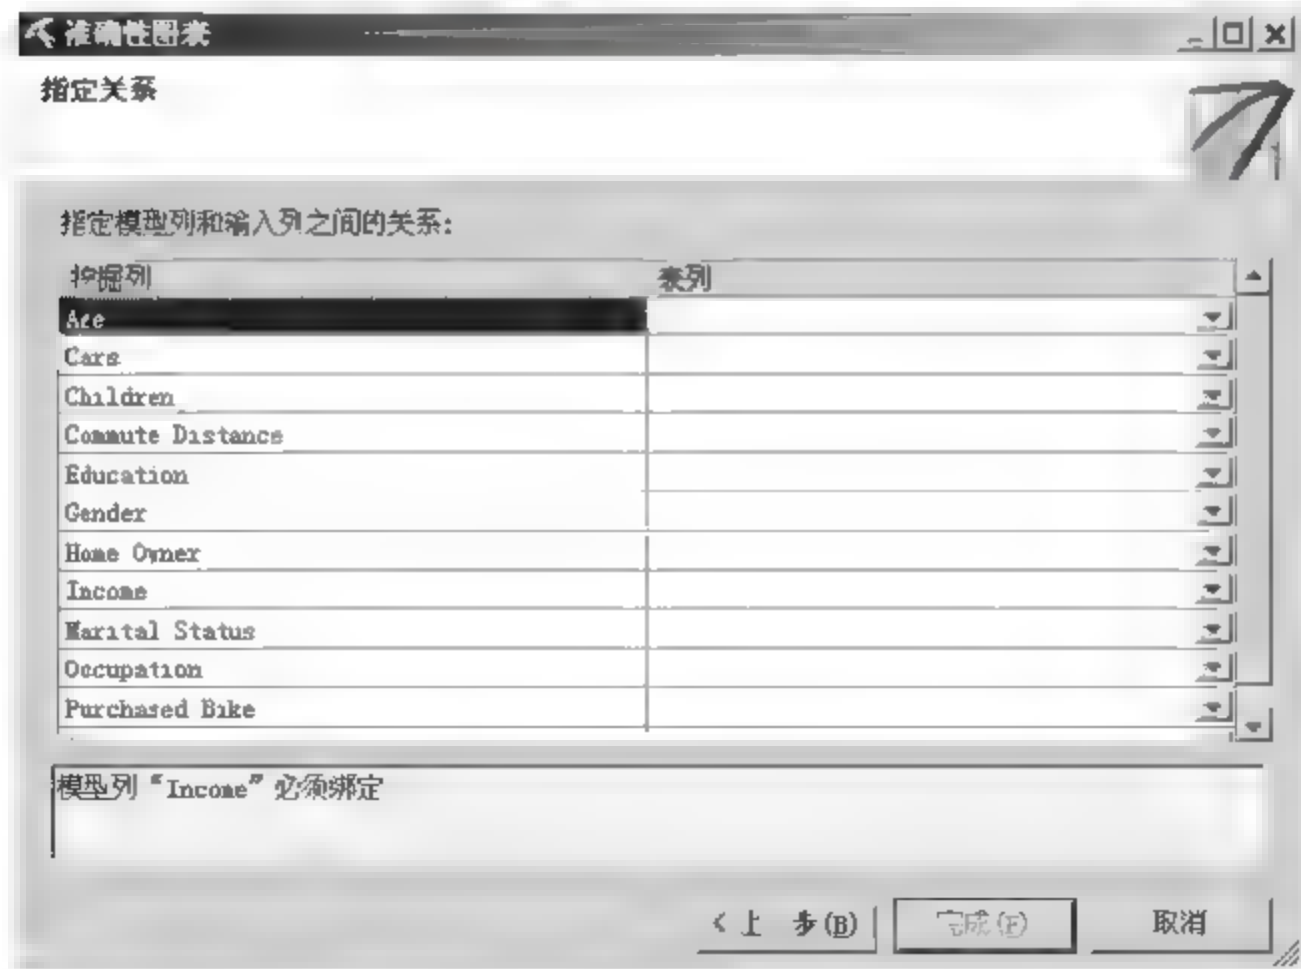 准确性图表
指定关系
指定模型列和输入列之间的关系:
挖掘列 表列
Age
Cars
Children
Commute Distance
Education
Gender
Home Owner
Income
Marital Status
Occupation
Purchased Bike
模型列“Income”必须绑定
<上 步(B) 完成(F) 取消